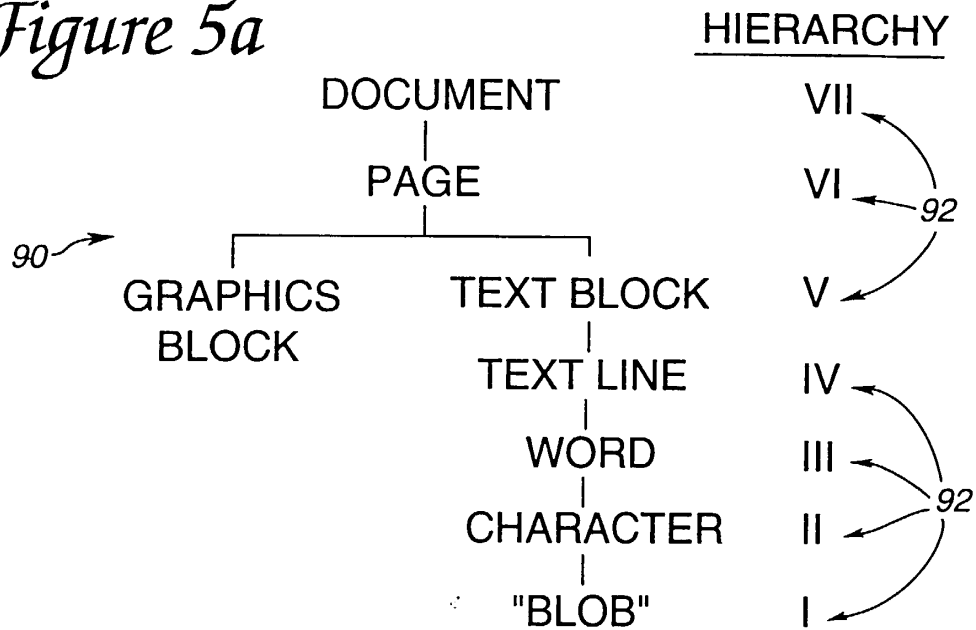 Figure 5a
HIERARCHY
DOCUMENT VII
PAGE VI
92
90
GRAPHICS BLOCK
TEXT BLOCK V
TEXT LINE IV
WORD III
92
CHARACTER II
"BLOB" I